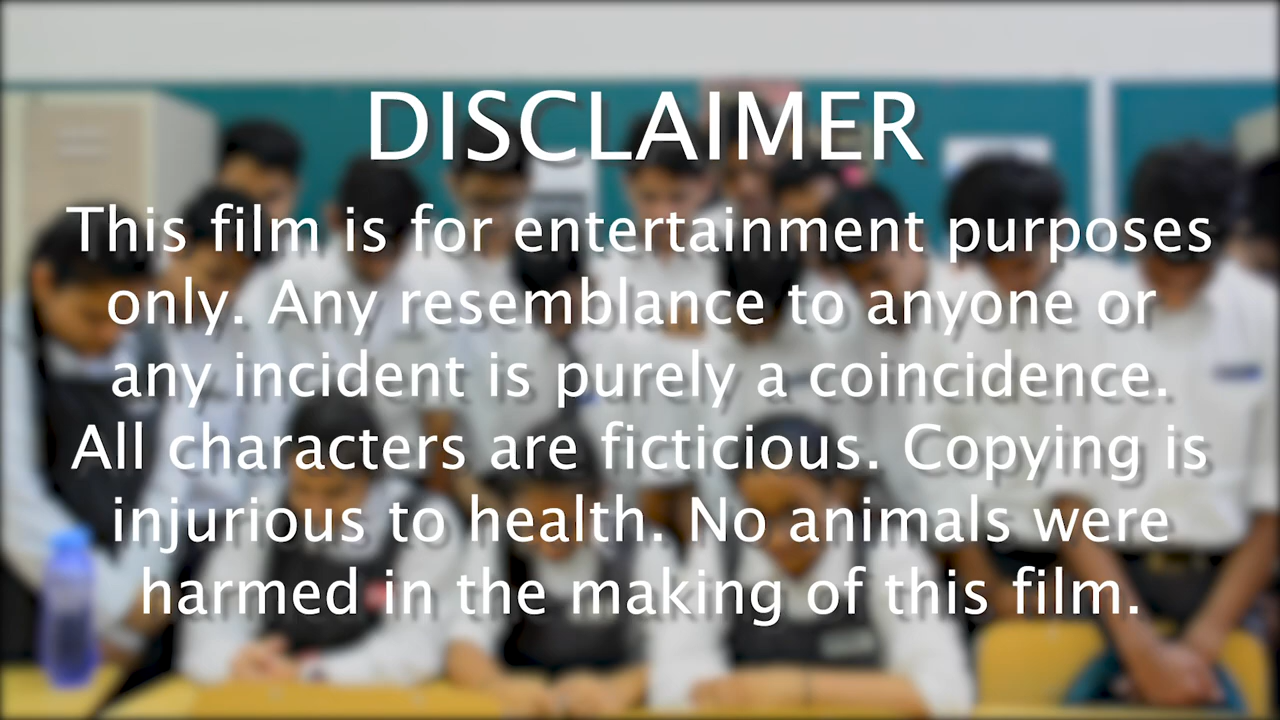 DISCLAIMER
This film is for entertainment purposes
only. Any resemblance to anyone or
any incident is purely a coincidence.
All characters are ficticious. Copying is
injurious to health. No animals were
harmed in the making of this film.